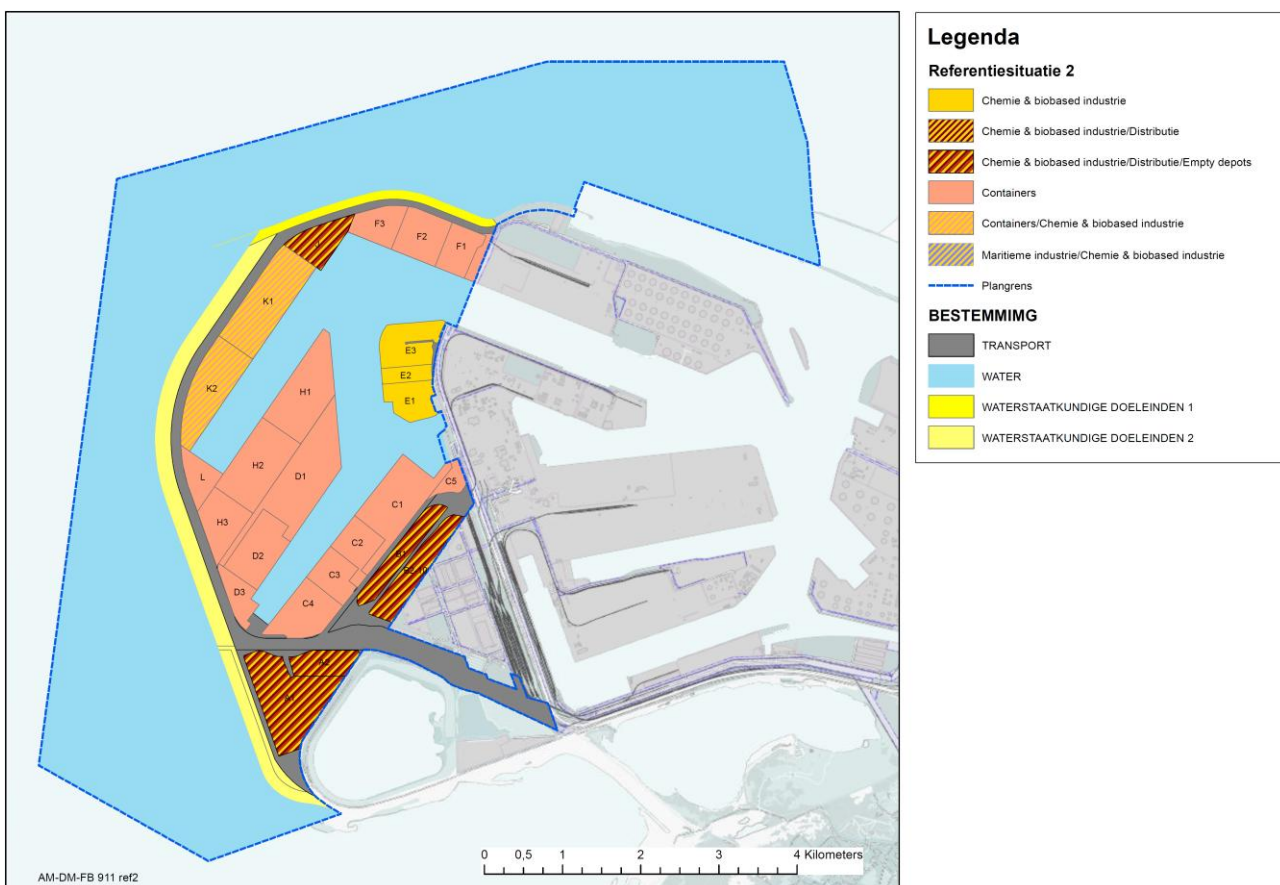 Legenda
Referentiesituatie 2
Chemie & biobased industrie
Chemie & biobased industrie/Distributie
Chemie & biobased industrie/Distributie/Empty depots
Containers
Containers/Chemie & biobased industrie
Maritieme industrie/Chemie & biobased industrie
Plangrens
BESTEMMIMG
TRANSPORT
WATER
WATERSTAATKUNDIGE DOELEINDEN 1
WATERSTAATKUNDIGE DOELEINDEN 2
F3
F2
F1
K1
E3
E2
E1
K2
H1
H2
D1
L
H3
D2
D3
C5
C1
C2
C3
C4
0 0,5 1 2 3 4 Kilometers
AM-DM-FB 911 ref2